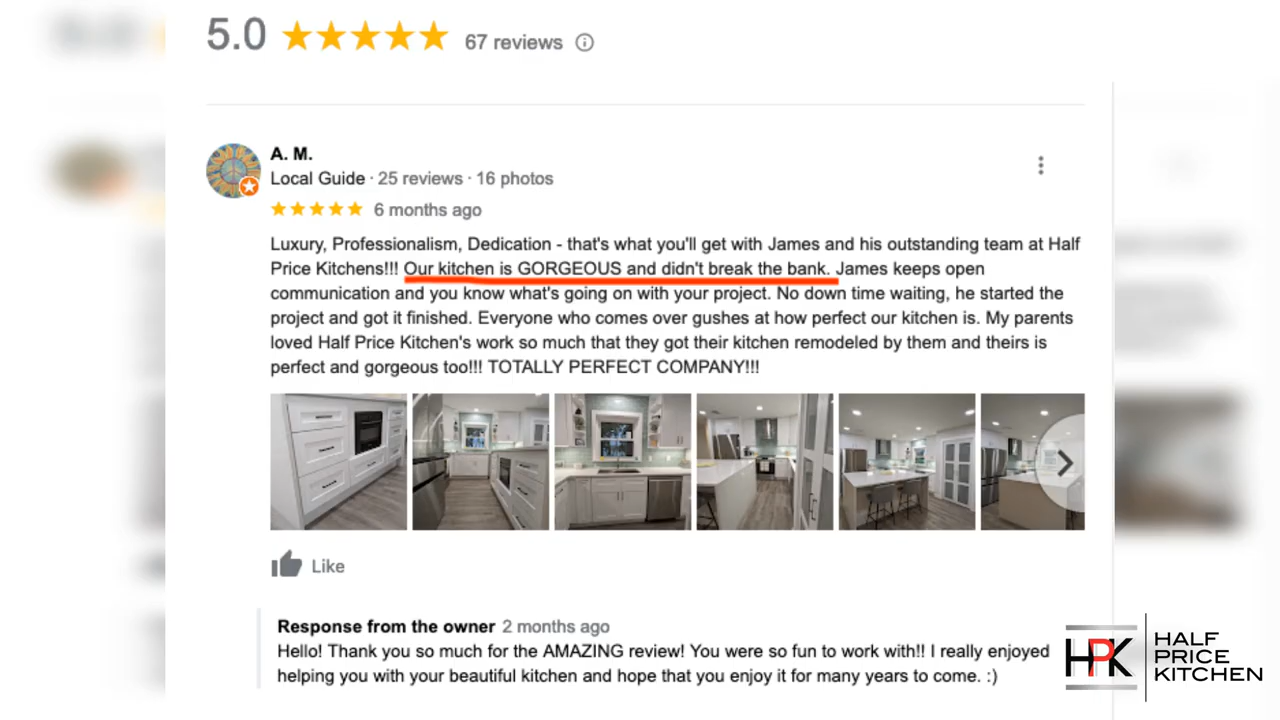 5.0 67 reviews
A. M.
Local Guide · 25 reviews · 16 photos
6 months ago
Luxury, Professionalism, Dedication - that's what you'll get with James and his outstanding team at Half
Price Kitchens!!! Our kitchen is GORGEOUS and didn't break the bank. James keeps open
communication and you know what's going on with your project. No down time waiting, he started the
project and got it finished. Everyone who comes over gushes at how perfect our kitchen is. My parents
loved Half Price Kitchen's work so much that they got their kitchen remodeled by them and theirs is
perfect and gorgeous too!!! TOTALLY PERFECT COMPANY!!!
Like
Response from the owner 2 months ago
Hello! Thank you so much for the AMAZING review! You were so fun to work with!! I really enjoyed
helping you with your beautiful kitchen and hope that you enjoy it for many years to come. :)
HPK
HALF
PRICE
KITCHEN